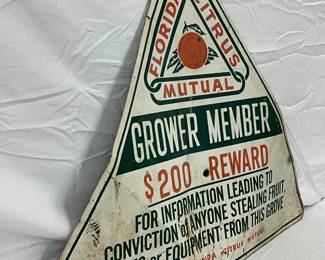 FLORIDA CITRUS
MUTUAL
GROWER MEMBER
$200 REWARD
FOR INFORMATION LEADING TO
CONVICTION OF ANYONE STEALING FRUIT,
OR EQUIPMENT FROM THIS GROVE
CITRUS MUTUAL